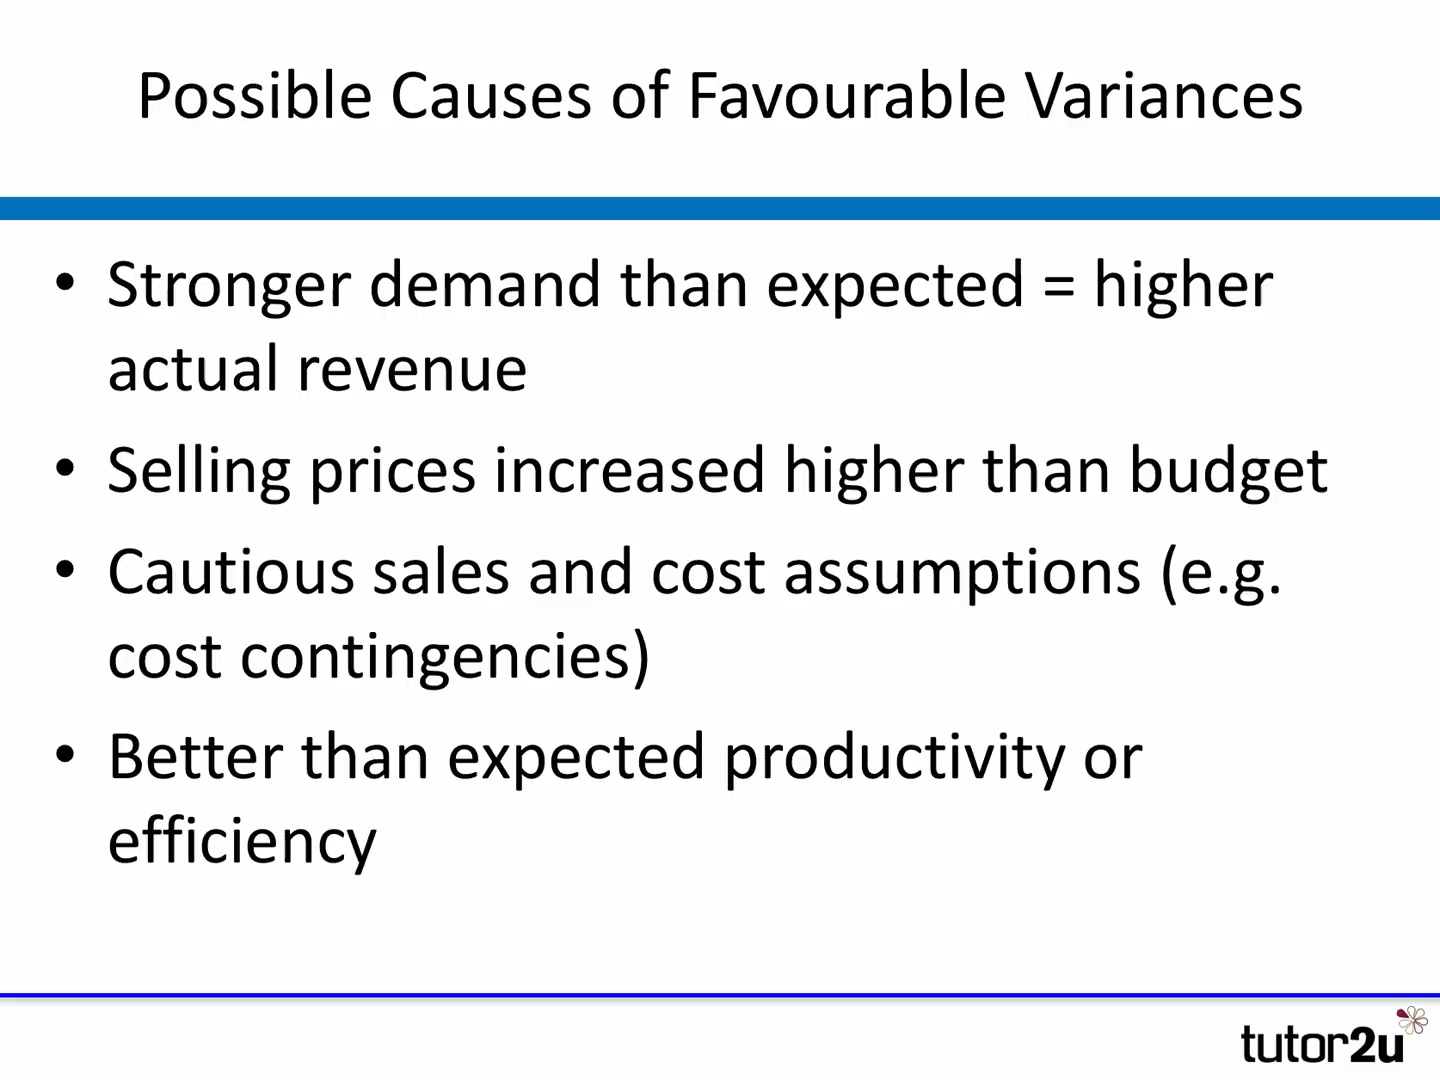 Possible Causes of Favourable Variances
• Stronger demand than expected = higher
actual revenue
• Selling prices increased higher than budget
• Cautious sales and cost assumptions (e.g.
cost contingencies)
• Better than expected productivity or
efficiency
tutor2u